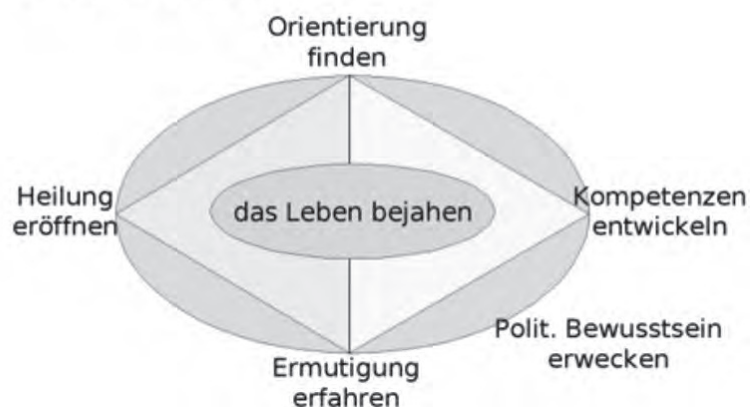 Orientierung
finden
Heilung
eröffnen
das Leben bejahen
Kompetenzen
entwickeln
Polit. Bewusstsein
erwecken
Ermutigung
erfahren